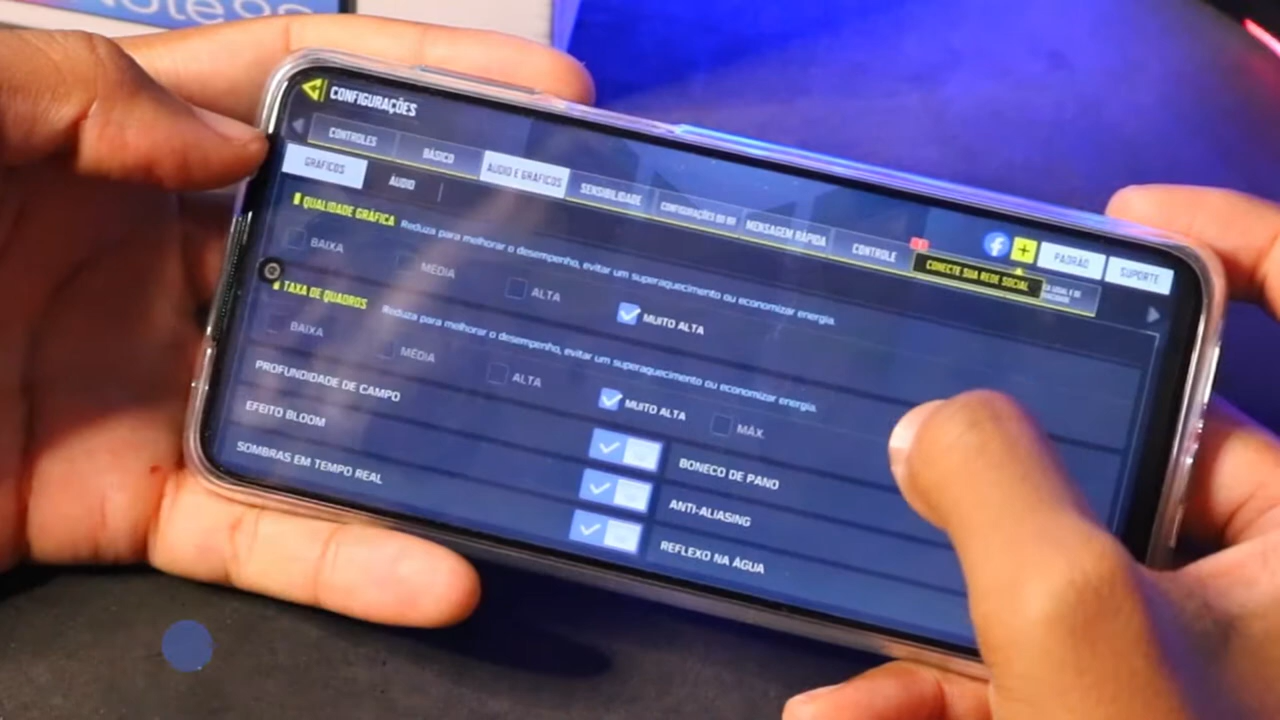 CONFIGURAÇÕES
CONTROLES BÁSICO ÁUDIO E GRÁFICOS SENSIBILIDADE CONFIGURAÇÕES DO BR MENSAGEM RÁPIDA CONTROLE
PADRÃO SUPORTE
CONECTE SUA REDE SOCIAL
GRÁFICOS ÁUDIO
QUALIDADE GRÁFICA Reduza para melhorar o desempenho, evitar um superaquecimento ou economizar energia.
BAIXA MÉDIA ALTA MUITO ALTA
TAXA DE QUADROS Reduza para melhorar o desempenho, evitar um superaquecimento ou economizar energia.
BAIXA MÉDIA ALTA MUITO ALTA MÁX.
PROFUNDIDADE DE CAMPO BONECO DE PANO
EFEITO BLOOM ANTI-ALIASING
SOMBRAS EM TEMPO REAL REFLEXO NA ÁGUA